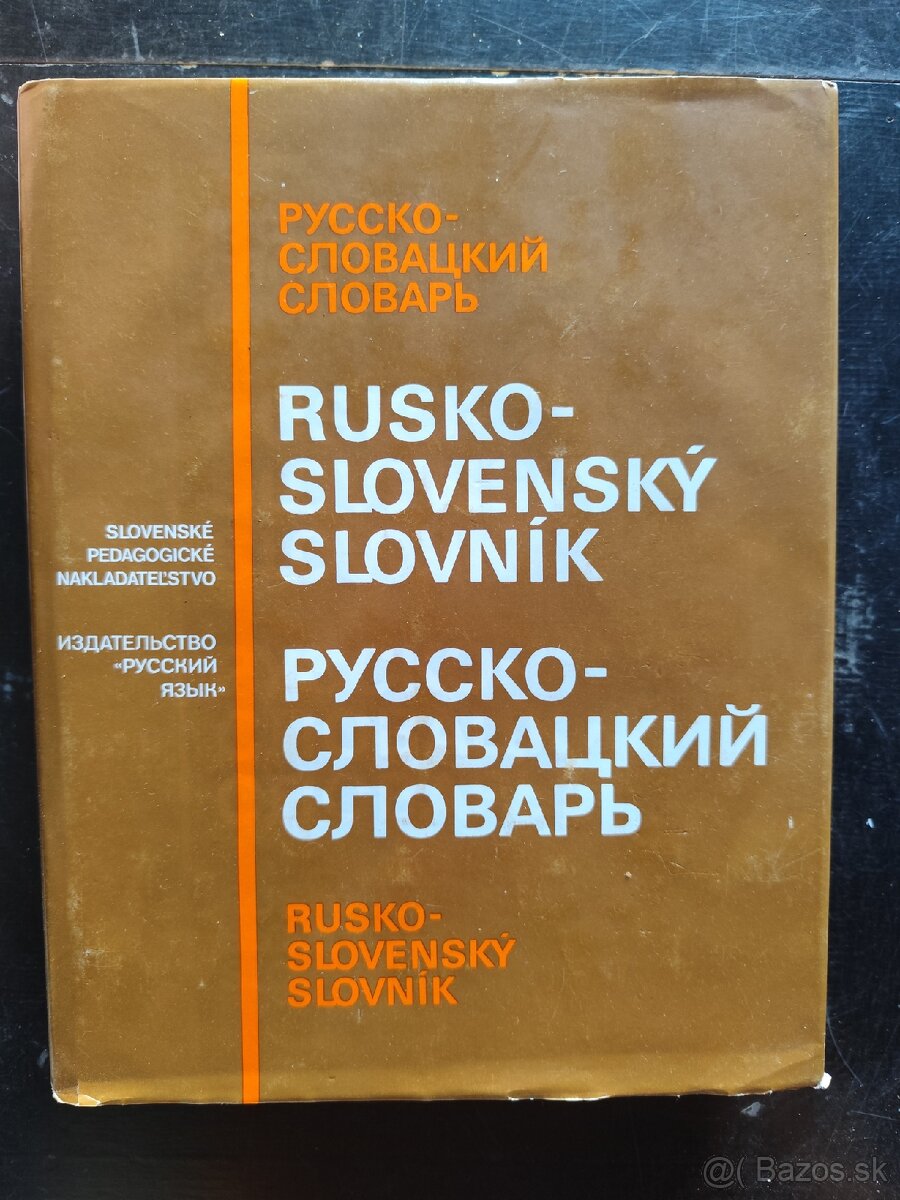 РУССКО-
СЛОВАЦКИЙ
СЛОВАРЬ
RUSKO-
SLOVENSKÝ
SLOVNÍK
SLOVENSKÉ
PEDAGOGICKÉ
NAKLADATEĽSTVO
ИЗДАТЕЛЬСТВО
«РУССКИЙ
ЯЗЫК»
РУССКО-
СЛОВАЦКИЙ
СЛОВАРЬ
RUSKO-
SLOVENSKÝ
SLOVNÍK
@( Bazos.sk